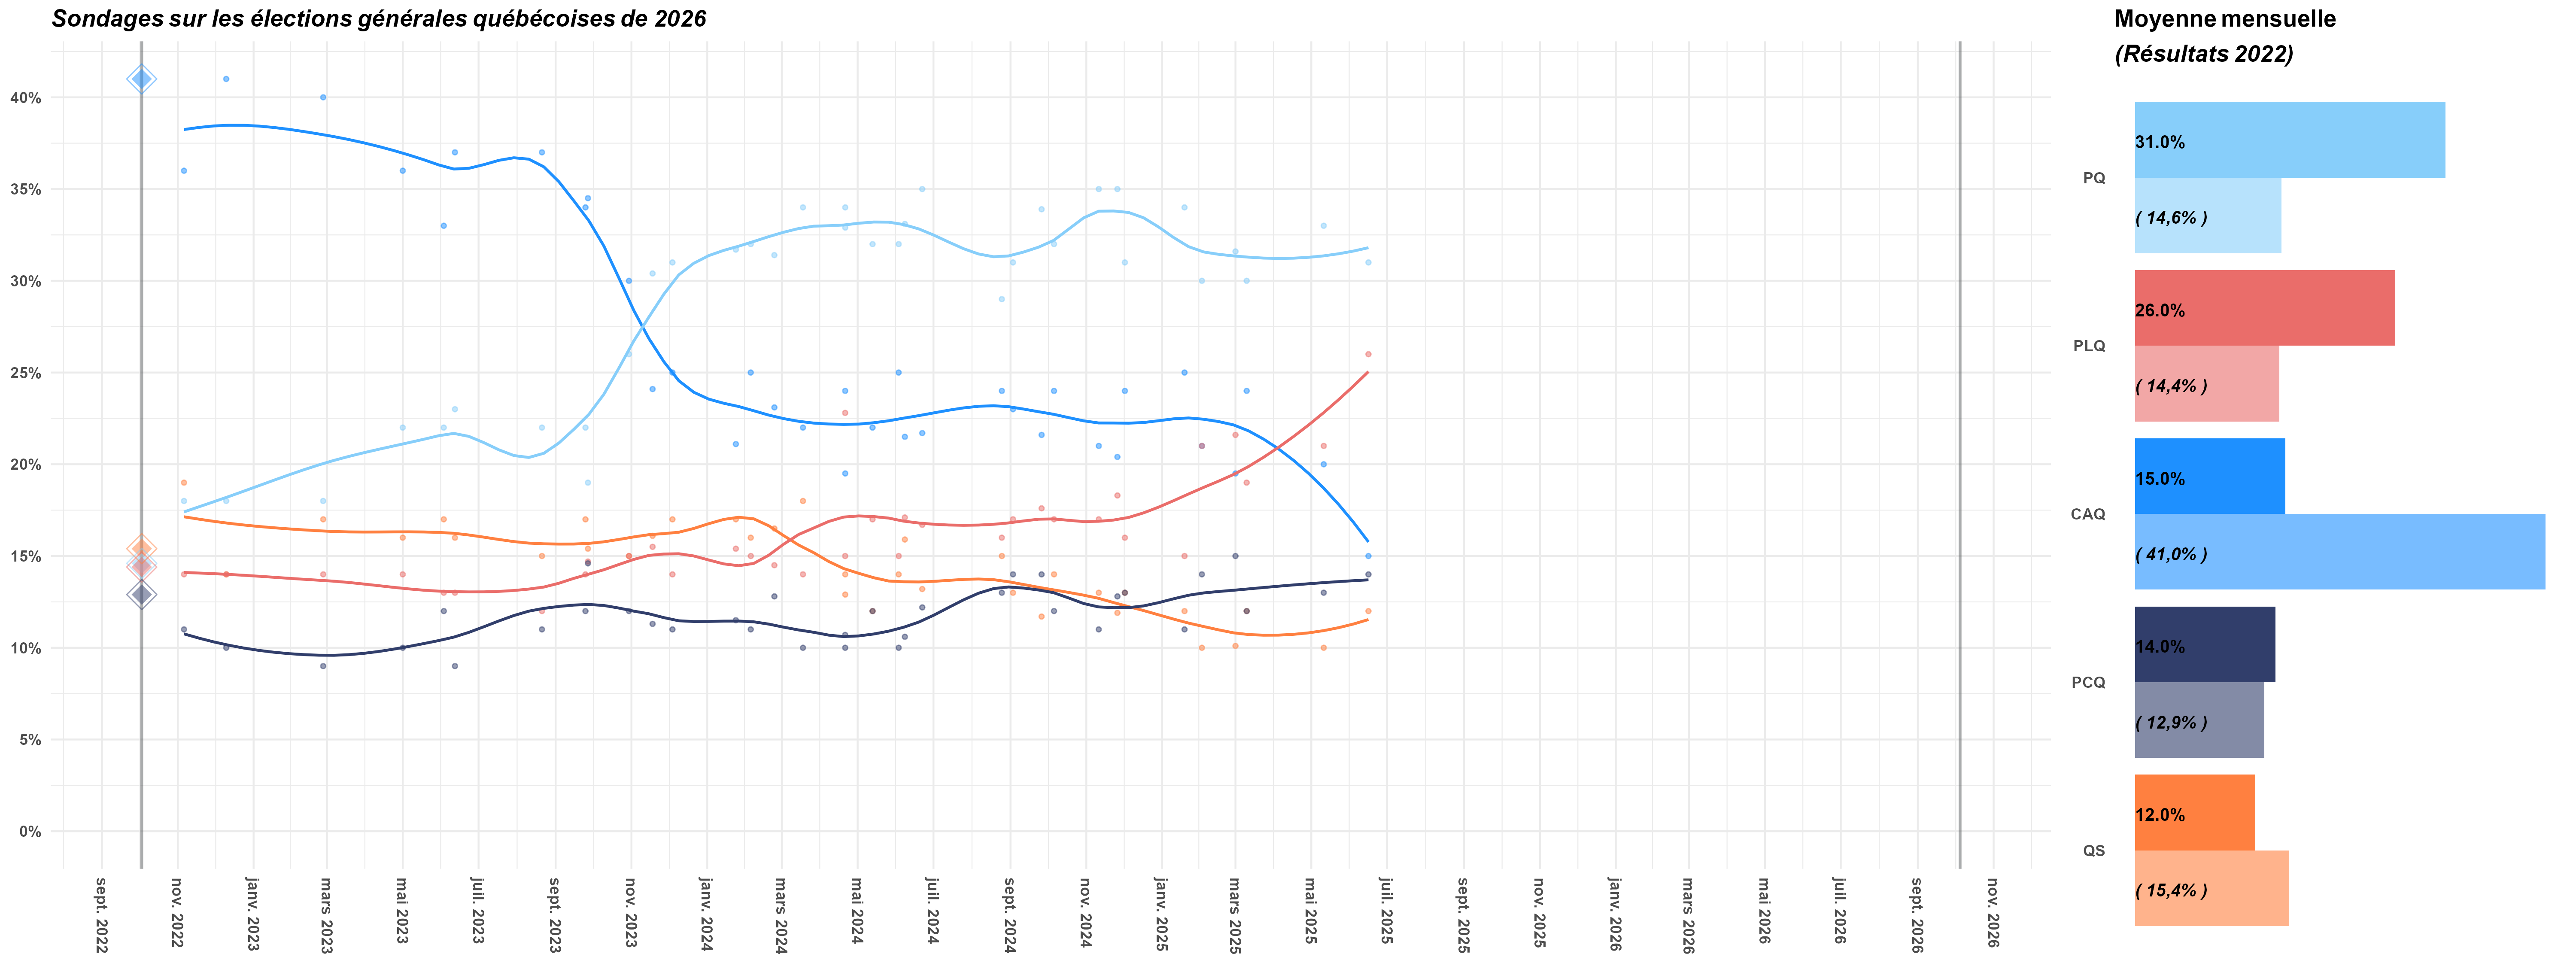 Sondages sur les élections générales québécoises de 2026
40%
35%
30%
25%
20%
15%
10%
5%
0%
sept. 2022
nov. 2022
janv. 2023
mars 2023
mai 2023
juil. 2023
sept. 2023
nov. 2023
janv. 2024
mars 2024
mai 2024
juil. 2024
sept. 2024
nov. 2024
janv. 2025
mars 2025
mai 2025
juil. 2025
sept. 2025
nov. 2025
janv. 2026
mars 2026
mai 2026
juil. 2026
sept. 2026
nov. 2026
Moyenne mensuelle
(Résultats 2022)
PQ
31.0%
( 14,6% )
PLQ
26.0%
( 14,4% )
CAQ
15.0%
( 41,0% )
PCQ
14.0%
( 12,9% )
QS
12.0%
( 15,4% )